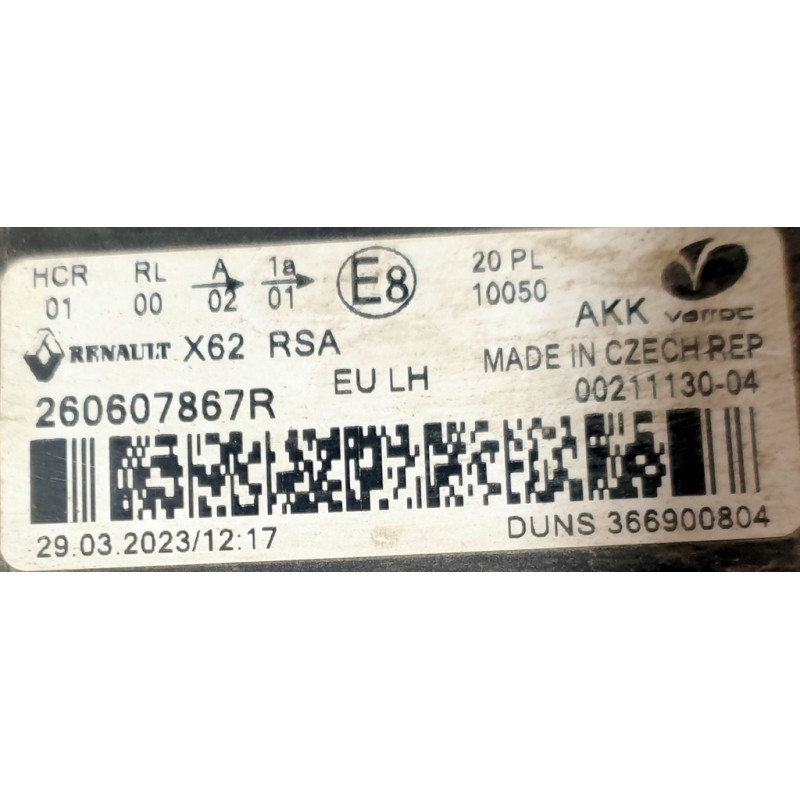 HCR RL A 1a E8 20 PL
01 00 02 01 10050
AKK varroc
RENAULT X62 RSA
MADE IN CZECH REP
EU LH
260607867R 00211130-04
29.03.2023/12:17 DUNS 366900804